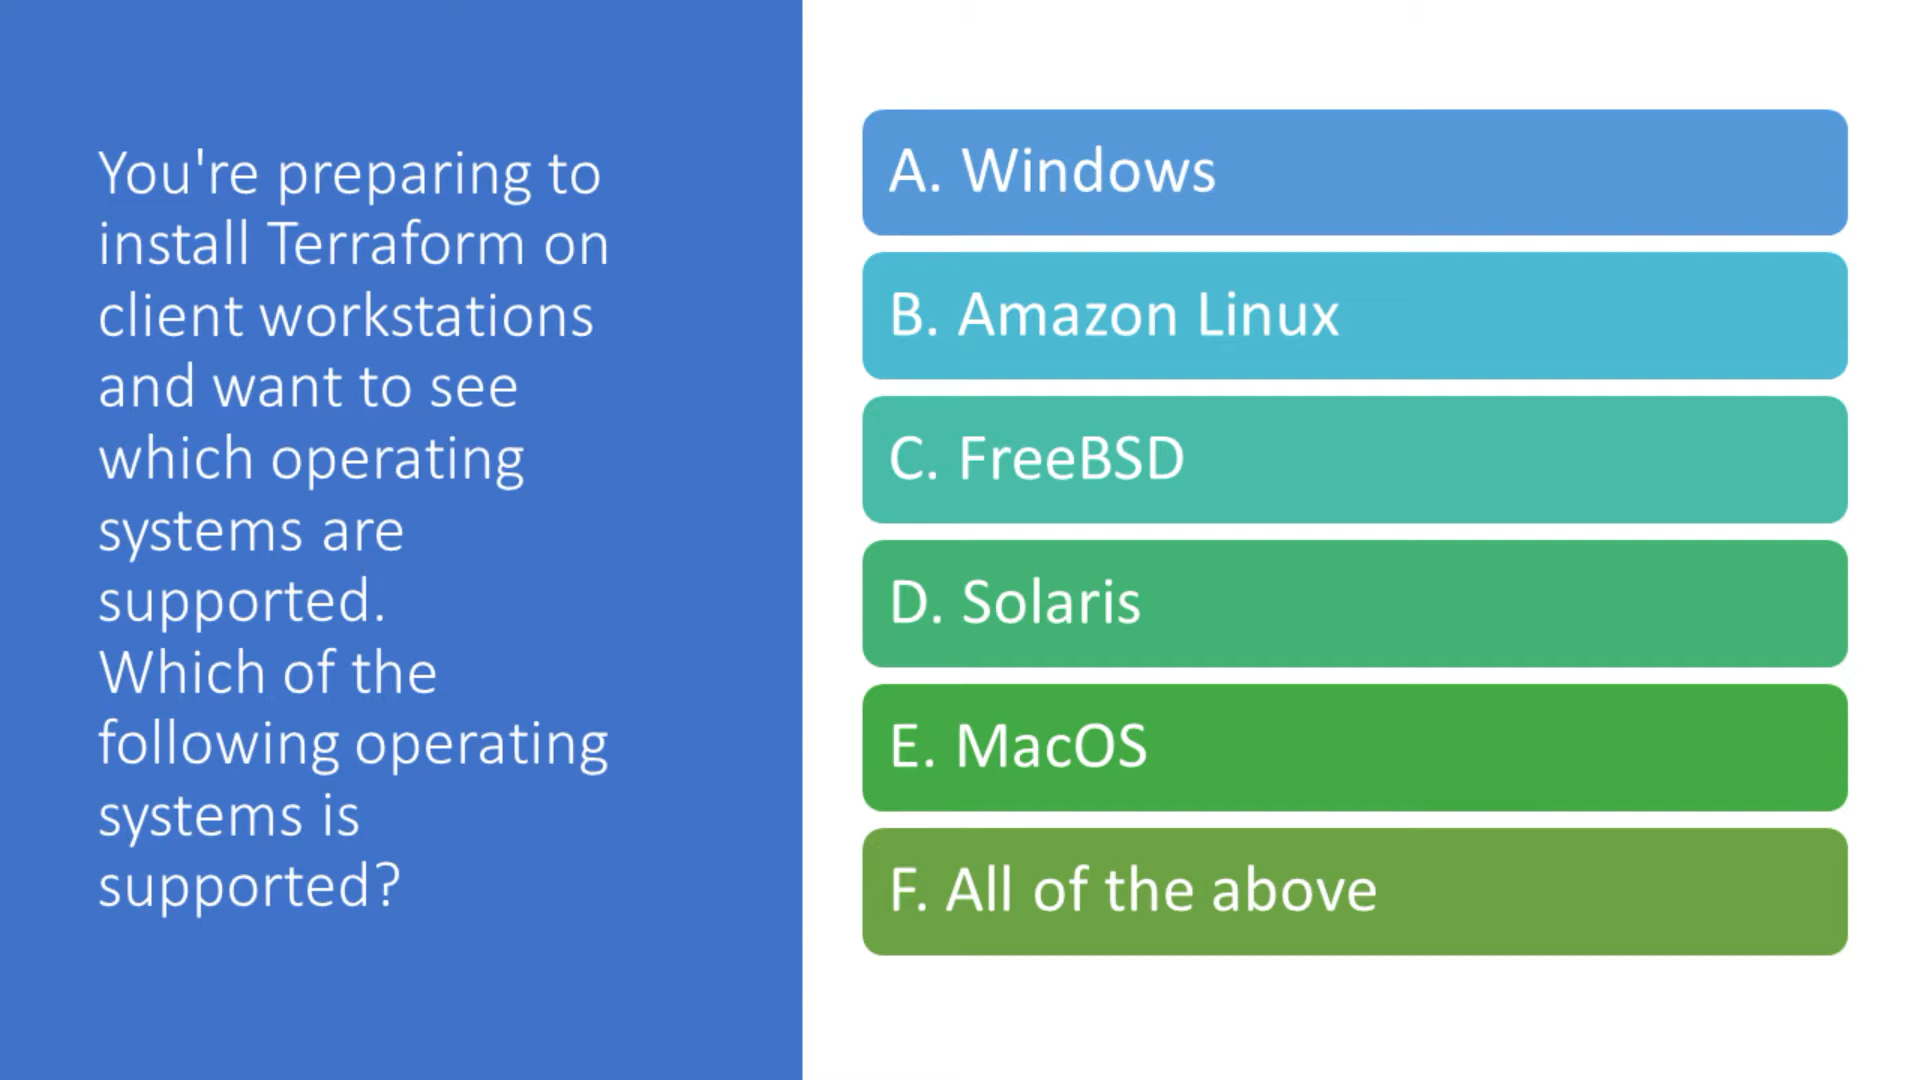 You're preparing to
install Terraform on
client workstations
and want to see
which operating
systems are
supported.
Which of the
following operating
systems is
supported?
A. Windows
B. Amazon Linux
C. FreeBSD
D. Solaris
E. MacOS
F. All of the above